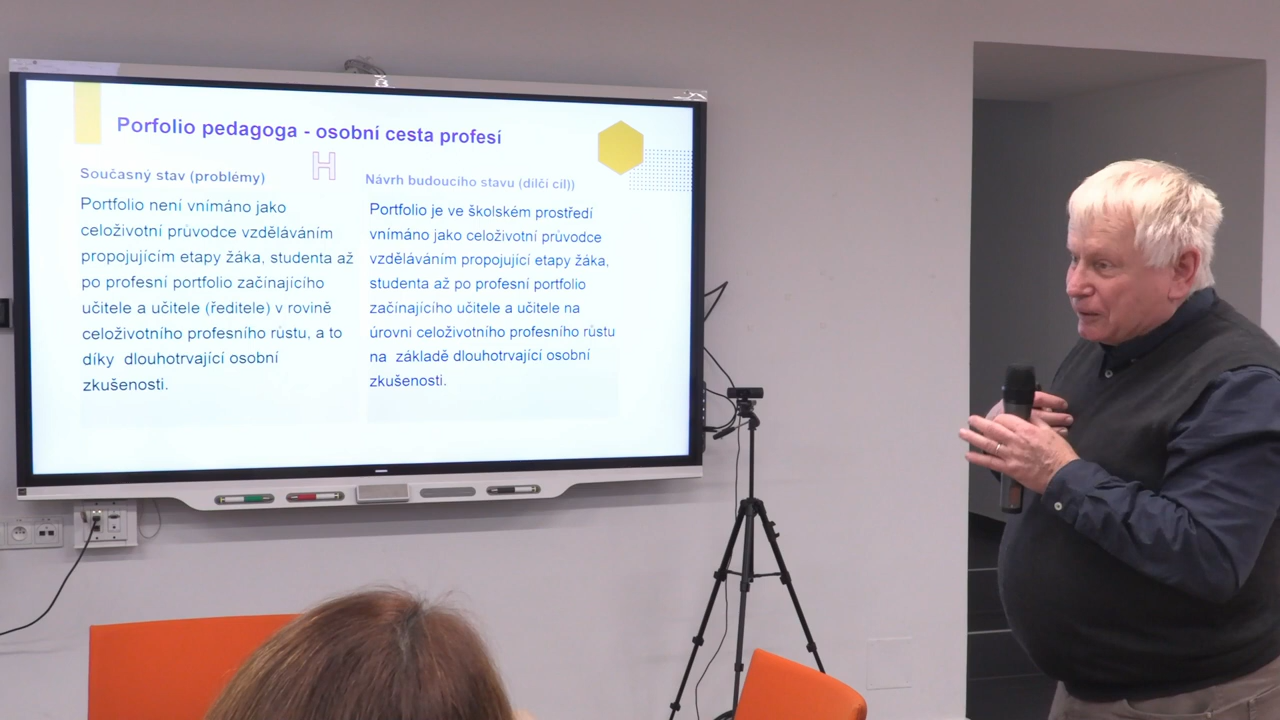 Porfolio pedagoga - osobní cesta profesí
H
Současný stav (problémy)
Portfolio není vnímáno jako
celoživotní průvodce vzděláváním
propojujícím etapy žáka, studenta až
po profesní portfolio začínajícího
učitele a učitele (ředitele) v rovině
celoživotního profesního růstu, a to
díky dlouhotrvající osobní
zkušenosti.
Návrh budoucího stavu (dílčí cíl))
Portfolio je ve školském prostředí
vnímáno jako celoživotní průvodce
vzděláváním propojující etapy žáka,
studenta až po profesní portfolio
začínajícího učitele a učitele na
úrovni celoživotního profesního růstu
na základě dlouhotrvající osobní
zkušenosti.